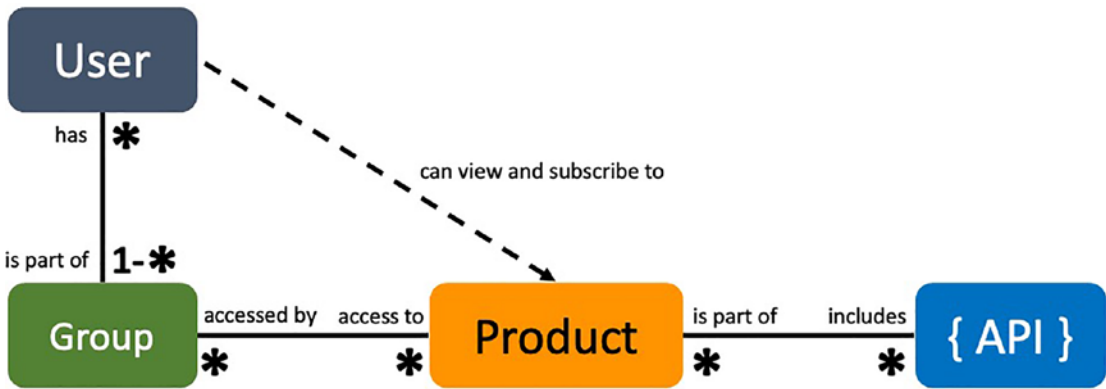 User
has *
can view and subscribe to
is part of 1-*
Group
accessed by
*
access to
*
Product
is part of
*
includes
*
{ API }